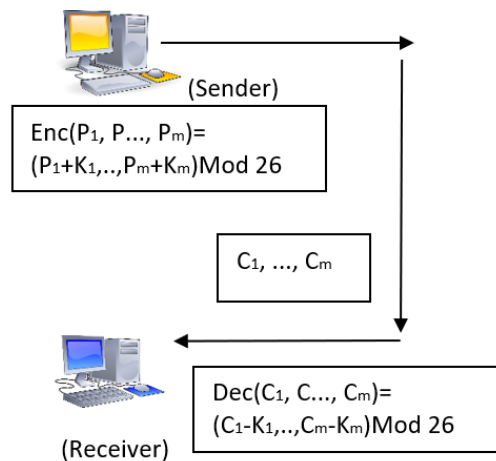 (Sender)
Enc(P₁, P..., Pₘ)=
(P₁+K₁,..,Pₘ+Kₘ)Mod 26
C₁, ..., Cₘ
Dec(C₁, C..., Cₘ)=
(C₁-K₁,..,Cₘ-Kₘ)Mod 26
(Receiver)